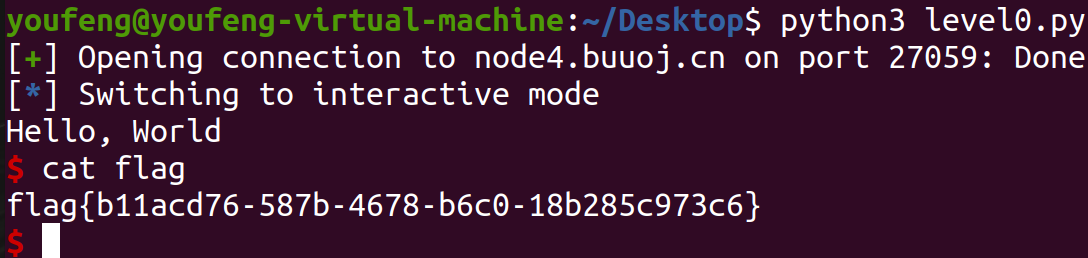 youfeng@youfeng-virtual-machine:~/Desktop$ python3 level0.py
[+] Opening connection to node4.buuoj.cn on port 27059: Done
[*] Switching to interactive mode
Hello, World
$ cat flag
flag{b11acd76-587b-4678-b6c0-18b285c973c6}
$